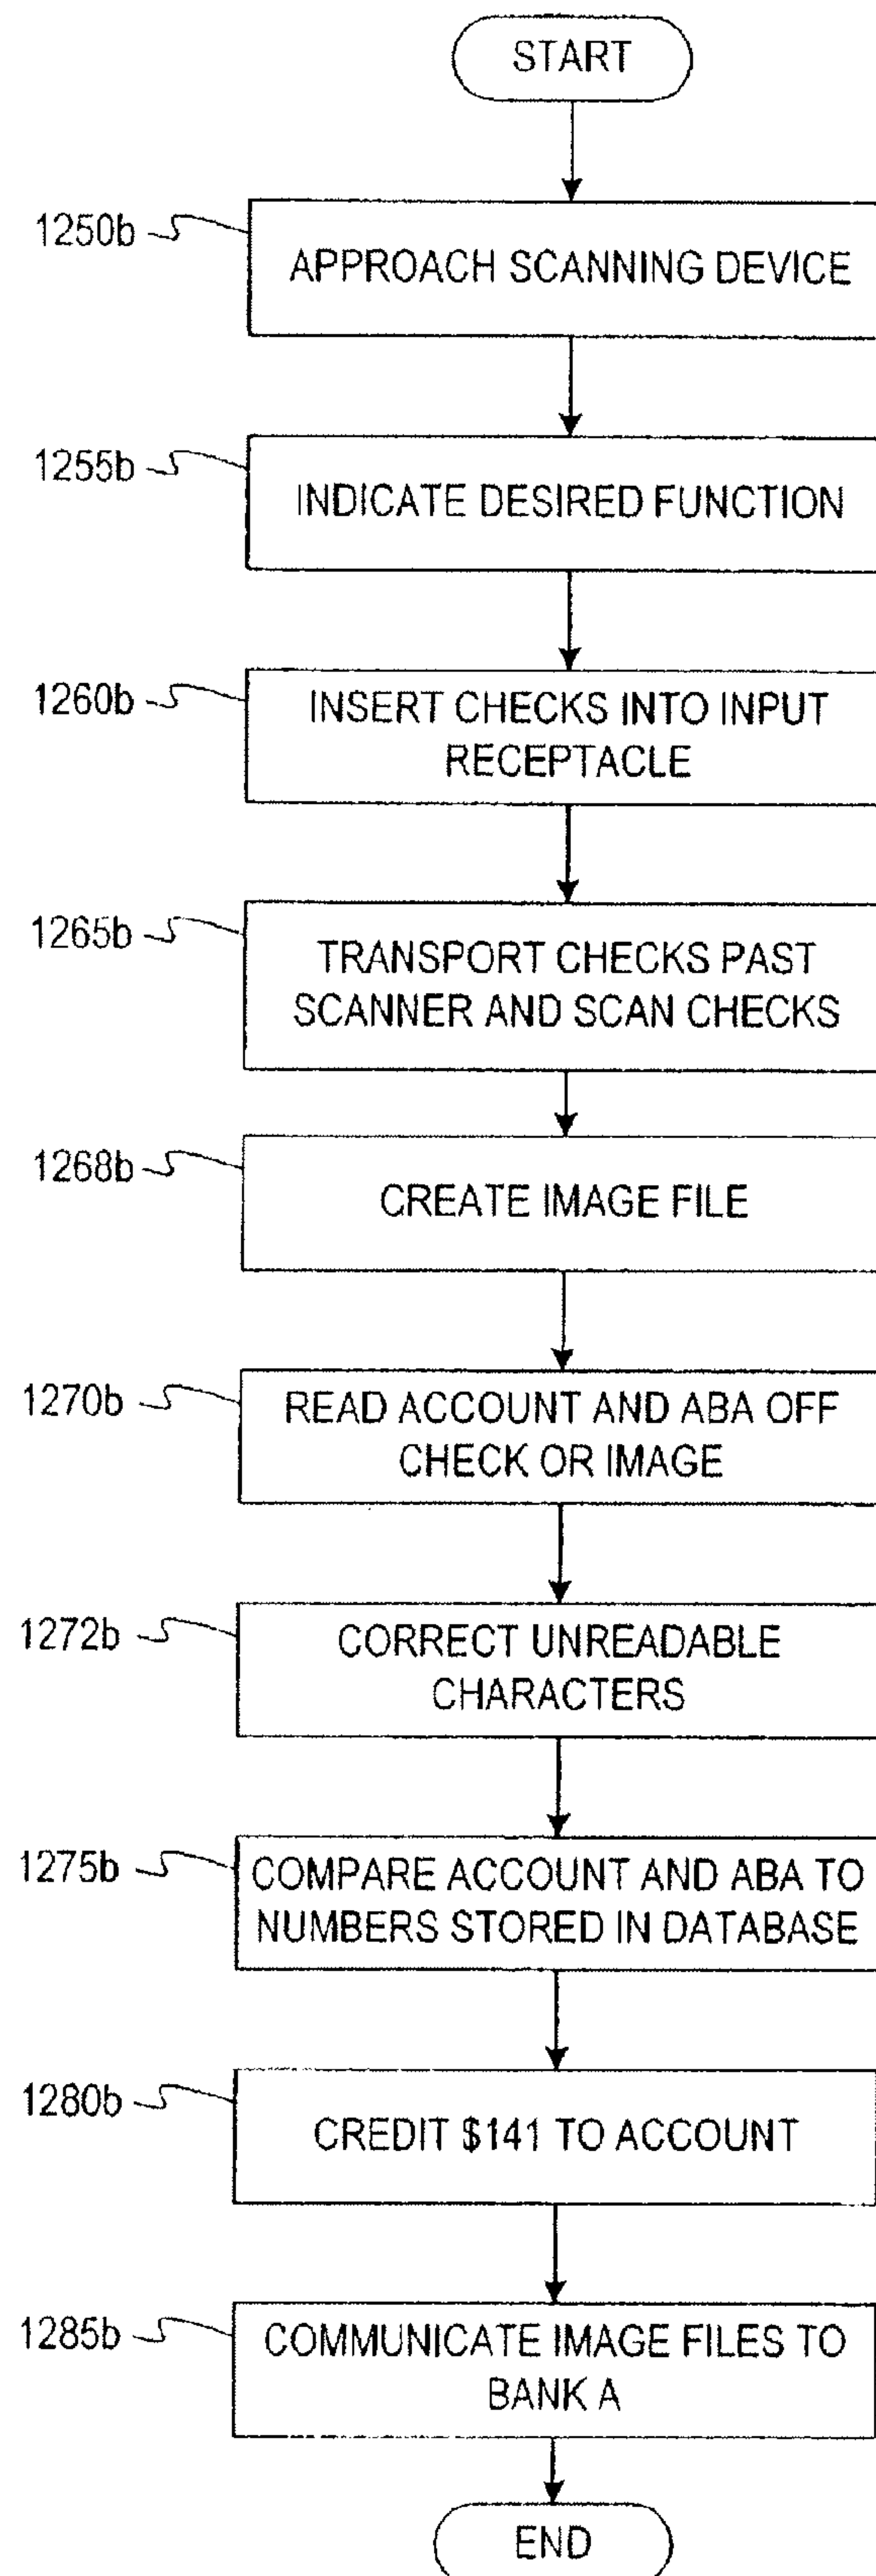 START
1250b
APPROACH SCANNING DEVICE
1255b
INDICATE DESIRED FUNCTION
1260b
INSERT CHECKS INTO INPUT
RECEPTACLE
1265b
TRANSPORT CHECKS PAST
SCANNER AND SCAN CHECKS
1268b
CREATE IMAGE FILE
1270b
READ ACCOUNT AND ABA OFF
CHECK OR IMAGE
1272b
CORRECT UNREADABLE
CHARACTERS
1275b
COMPARE ACCOUNT AND ABA TO
NUMBERS STORED IN DATABASE
1280b
CREDIT $141 TO ACCOUNT
1285b
COMMUNICATE IMAGE FILES TO
BANK A
END